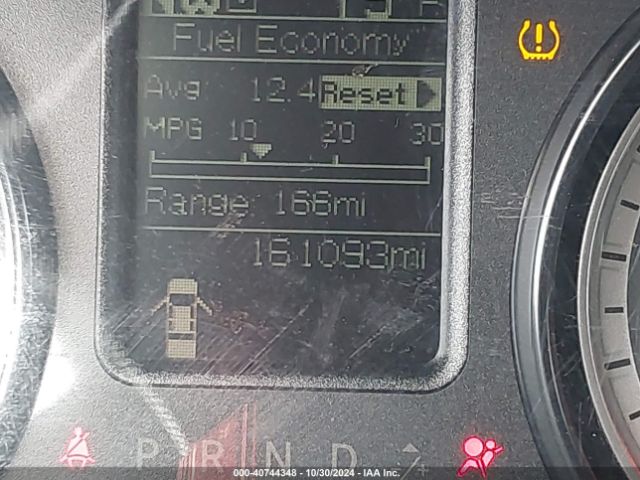 Fuel Economy
Avg 12.4 Reset
MPG 10 20 30
Range 166mi
161093mi
P R N D
-000-40744348 - 10/30/2024 - IAA Inc.